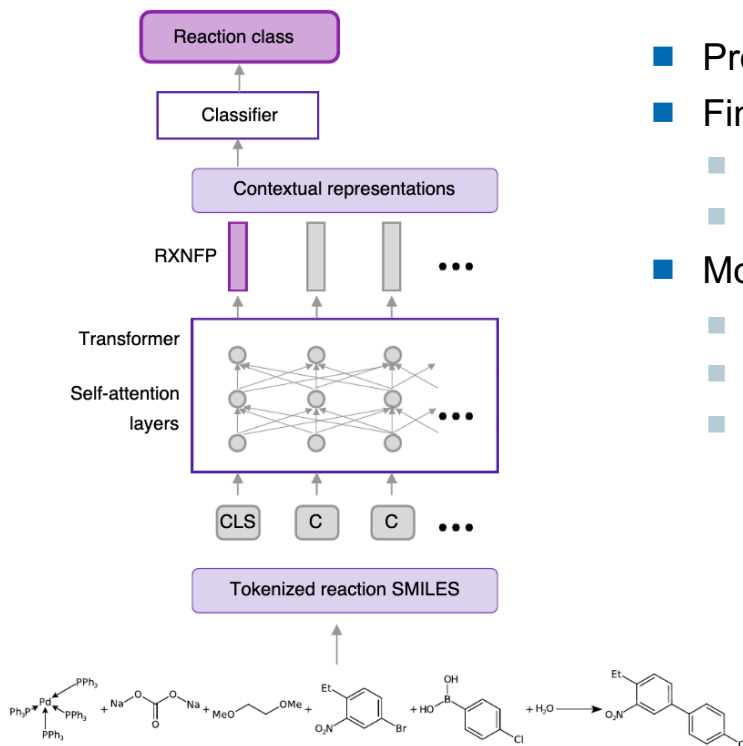 Reaction class
Classifier
Contextual representations
RXNFP
Transformer
Self-attention
layers
CLS C C
Tokenized reaction SMILES
PPh₃
Pd
Ph₃P
PPh₃
PPh₃
+
Na O O Na
O
+
MeO OMe
+
Et
O₂N
Br
+
OH
HO B
Cl
+ H₂O
Et
O₂N